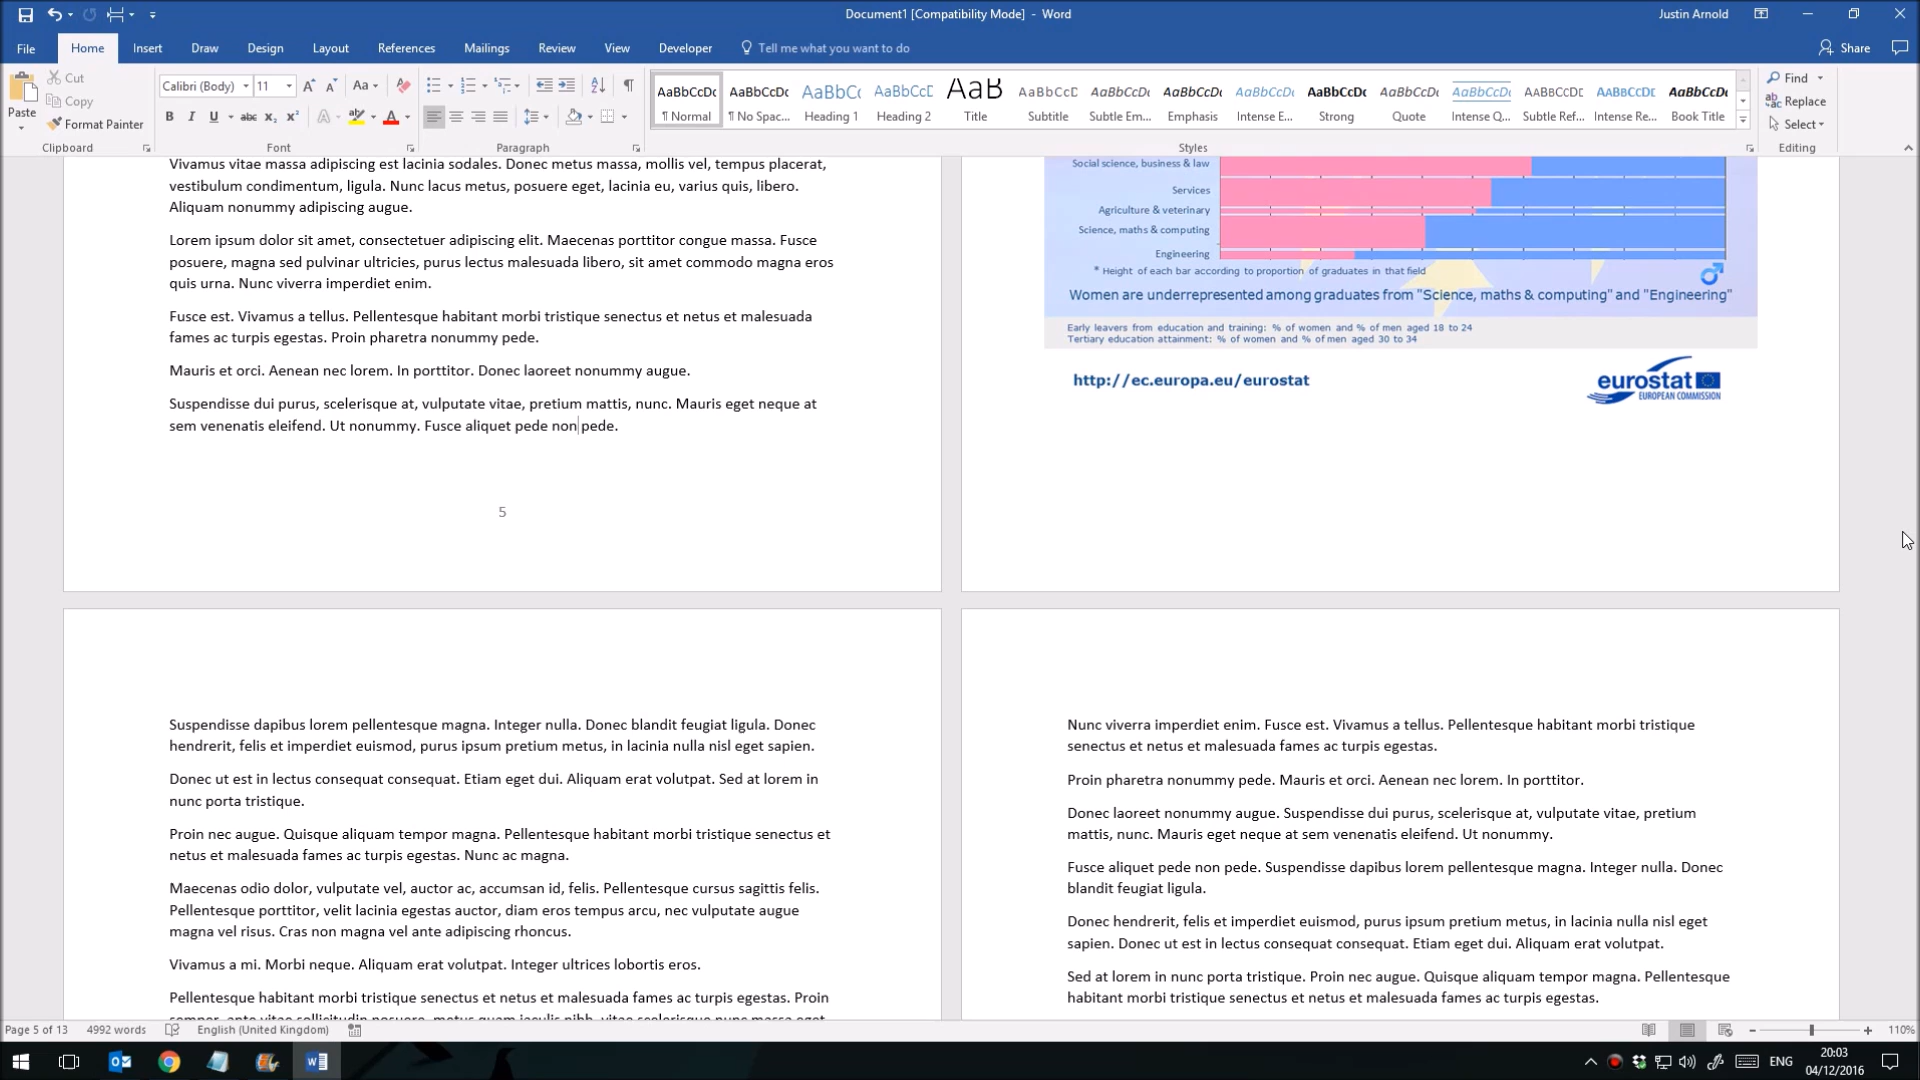 Document1 [Compatibility Mode] - Word
Justin Arnold
File
Home
Insert
Draw
Design
Layout
References
Mailings
Review
View
Developer
Tell me what you want to do
Share
Paste
Cut
Copy
Format Painter
Clipboard
Calibri (Body)
11
Aa
B I U abc x₂ x²
A
Font
Paragraph
AaBbCcDc
¶ Normal
AaBbCcDc
¶ No Spac...
AaBbCc
Heading 1
AaBbCcD
Heading 2
AaB
Title
AaBbCcD
Subtitle
AaBbCcDc
Subtle Em...
AaBbCcDc
Emphasis
AaBbCcDc
Intense E...
AaBbCcDc
Strong
AaBbCcDc
Quote
AaBbCcDc
Intense Q...
AABBCCDC
Subtle Ref...
AABBCCDC
Intense Re...
AaBbCcDc
Book Title
Styles
Find
Replace
Select
Editing
Vivamus vitae massa adipiscing est lacinia sodales. Donec metus massa, mollis vel, tempus placerat,
vestibulum condimentum, ligula. Nunc lacus metus, posuere eget, lacinia eu, varius quis, libero.
Aliquam nonummy adipiscing augue.
Lorem ipsum dolor sit amet, consectetuer adipiscing elit. Maecenas porttitor congue massa. Fusce
posuere, magna sed pulvinar ultricies, purus lectus malesuada libero, sit amet commodo magna eros
quis urna. Nunc viverra imperdiet enim.
Fusce est. Vivamus a tellus. Pellentesque habitant morbi tristique senectus et netus et malesuada
fames ac turpis egestas. Proin pharetra nonummy pede.
Mauris et orci. Aenean nec lorem. In porttitor. Donec laoreet nonummy augue.
Suspendisse dui purus, scelerisque at, vulputate vitae, pretium mattis, nunc. Mauris eget neque at
sem venenatis eleifend. Ut nonummy. Fusce aliquet pede non pede.
5
Social science, business & law
Services
Agriculture & veterinary
Science, maths & computing
Engineering
* Height of each bar according to proportion of graduates in that field
Women are underrepresented among graduates from "Science, maths & computing" and "Engineering"
Early leavers from education and training: % of women and % of men aged 18 to 24
Tertiary education attainment: % of women and % of men aged 30 to 34
http://ec.europa.eu/eurostat
eurostat
EUROPEAN COMMISSION
Suspendisse dapibus lorem pellentesque magna. Integer nulla. Donec blandit feugiat ligula. Donec
hendrerit, felis et imperdiet euismod, purus ipsum pretium metus, in lacinia nulla nisl eget sapien.
Donec ut est in lectus consequat consequat. Etiam eget dui. Aliquam erat volutpat. Sed at lorem in
nunc porta tristique.
Proin nec augue. Quisque aliquam tempor magna. Pellentesque habitant morbi tristique senectus et
netus et malesuada fames ac turpis egestas. Nunc ac magna.
Maecenas odio dolor, vulputate vel, auctor ac, accumsan id, felis. Pellentesque cursus sagittis felis.
Pellentesque porttitor, velit lacinia egestas auctor, diam eros tempus arcu, nec vulputate augue
magna vel risus. Cras non magna vel ante adipiscing rhoncus.
Vivamus a mi. Morbi neque. Aliquam erat volutpat. Integer ultrices lobortis eros.
Pellentesque habitant morbi tristique senectus et netus et malesuada fames ac turpis egestas. Proin
semper, ante vitae sollicitudin posuere, metus quam iaculis nibh, vitae scelerisque nunc massa eget
Nunc viverra imperdiet enim. Fusce est. Vivamus a tellus. Pellentesque habitant morbi tristique
senectus et netus et malesuada fames ac turpis egestas.
Proin pharetra nonummy pede. Mauris et orci. Aenean nec lorem. In porttitor.
Donec laoreet nonummy augue. Suspendisse dui purus, scelerisque at, vulputate vitae, pretium
mattis, nunc. Mauris eget neque at sem venenatis eleifend. Ut nonummy.
Fusce aliquet pede non pede. Suspendisse dapibus lorem pellentesque magna. Integer nulla. Donec
blandit feugiat ligula.
Donec hendrerit, felis et imperdiet euismod, purus ipsum pretium metus, in lacinia nulla nisl eget
sapien. Donec ut est in lectus consequat consequat. Etiam eget dui. Aliquam erat volutpat.
Sed at lorem in nunc porta tristique. Proin nec augue. Quisque aliquam tempor magna. Pellentesque
habitant morbi tristique senectus et netus et malesuada fames ac turpis egestas.
Page 5 of 13
4992 words
English (United Kingdom)
110%
ENG
20:03
04/12/2016